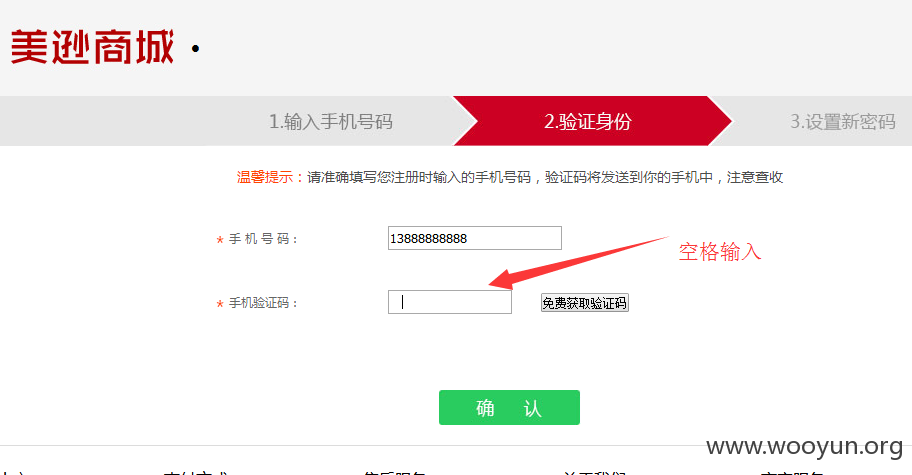 美逊商城 ·
1.输入手机号码 2.验证身份 3.设置新密码
温馨提示：请准确填写您注册时输入的手机号码，验证码将发送到你的手机中，注意查收
* 手 机 号 码： 13888888888
空格输入
* 手机验证码： 免费获取验证码
确 认
www.wooyun.org